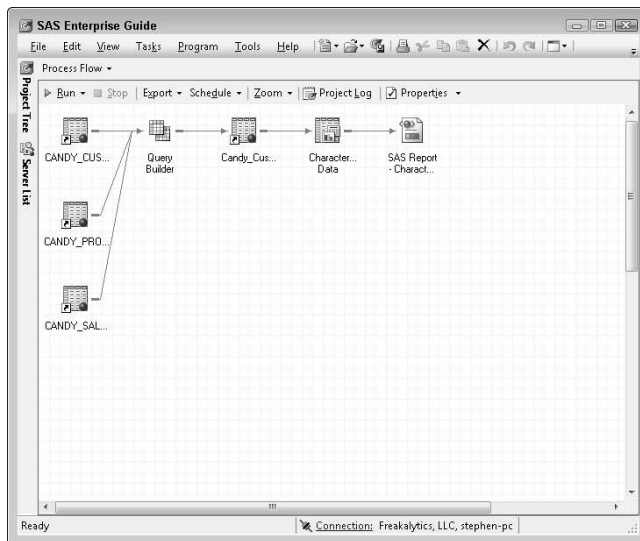 SAS Enterprise Guide
File Edit View Tasks Program Tools Help
Process Flow
Run Stop Export Schedule Zoom Project Log Properties
Project Tree
Server List
CANDY_CUS...
Query
Builder
Candy_Cus...
Character...
Data
SAS Report
- Charact...
CANDY_PRO...
CANDY_SAL...
Ready
Connection: Freakalytics, LLC, stephen-pc